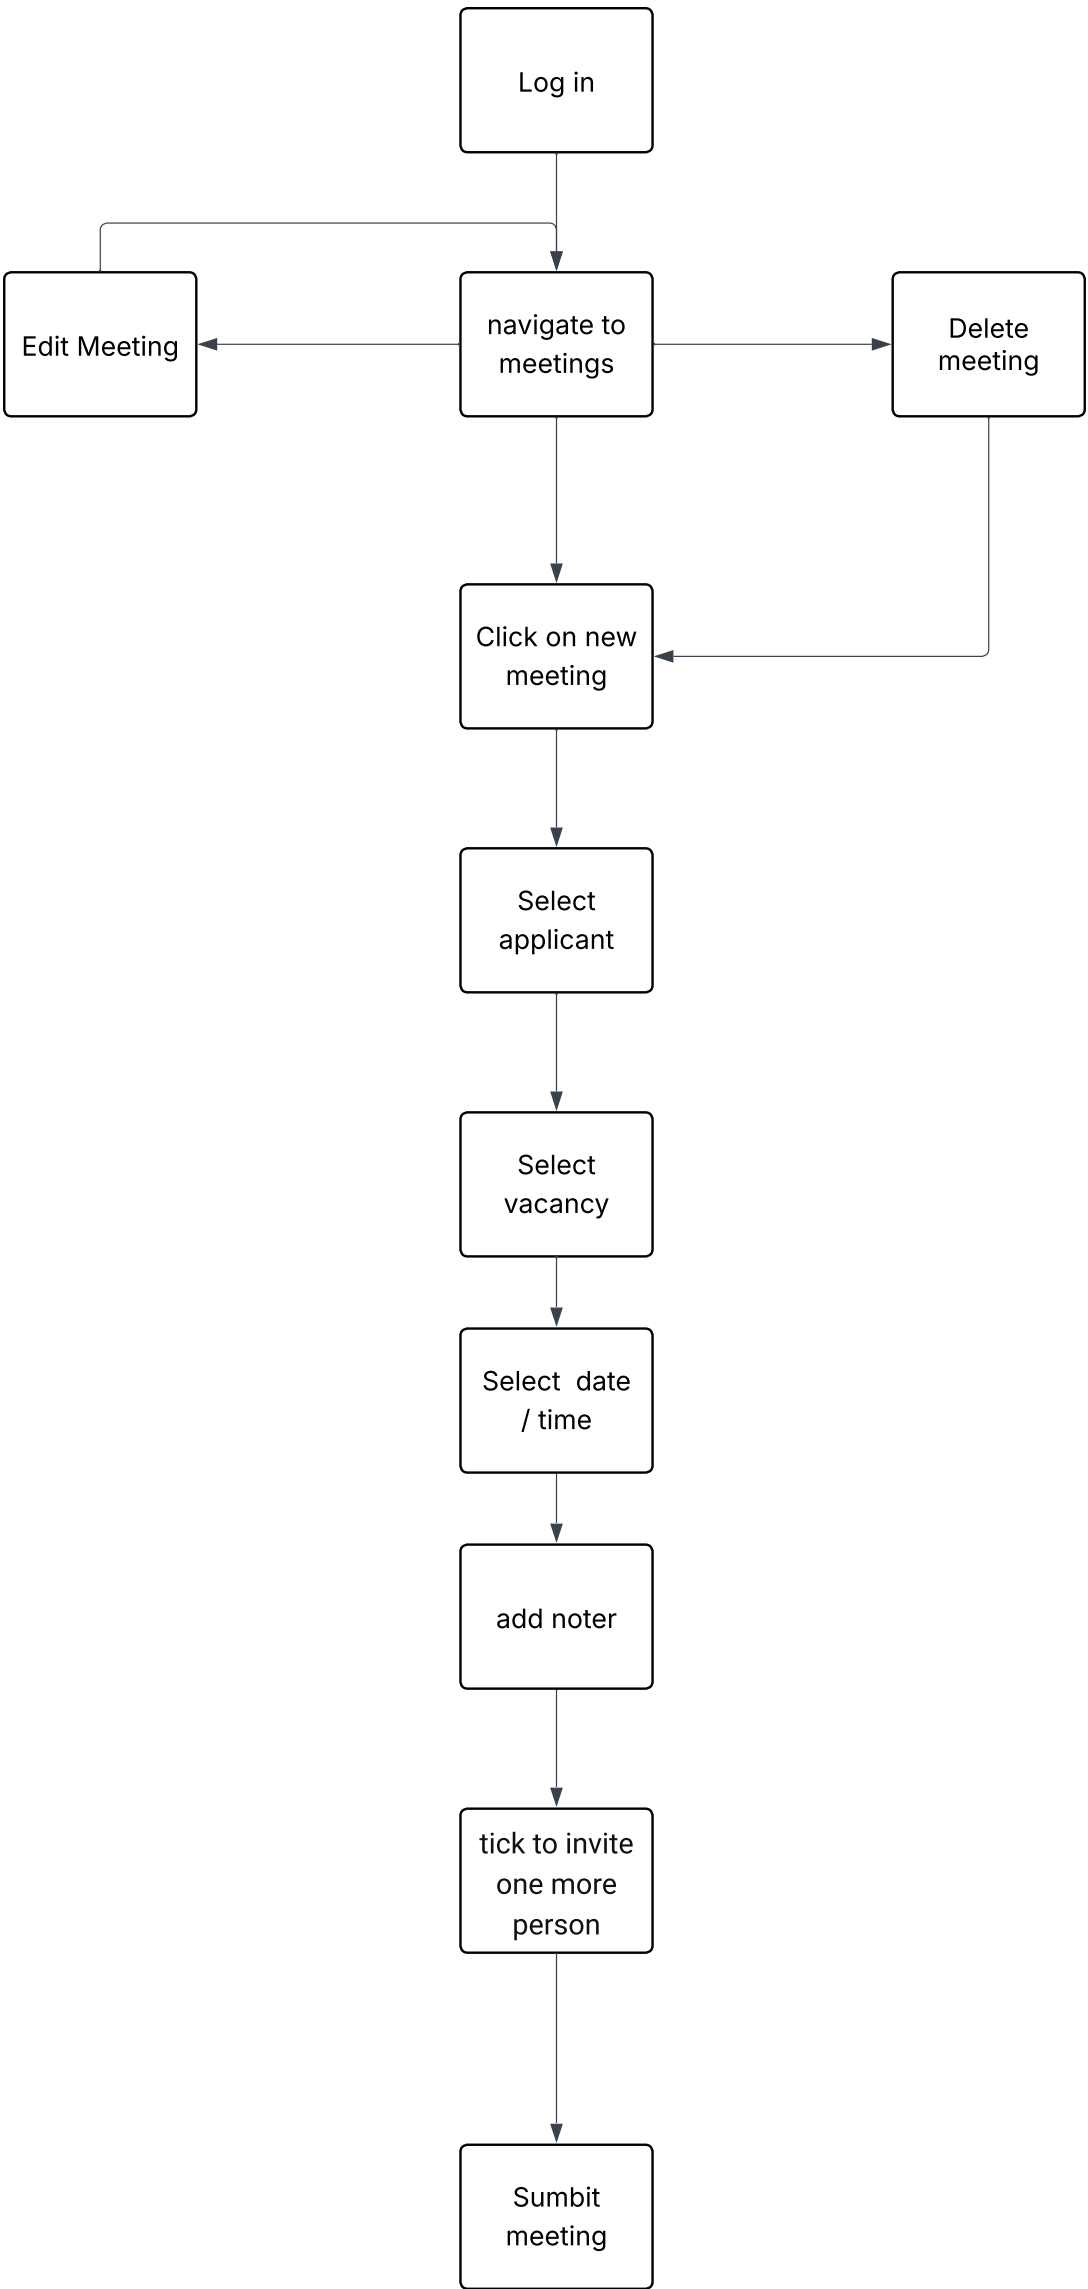 Log in
Edit Meeting
navigate to
meetings
Delete
meeting
Click on new
meeting
Select
applicant
Select
vacancy
Select  date
/ time
add noter
tick to invite
one more
person
Sumbit
meeting